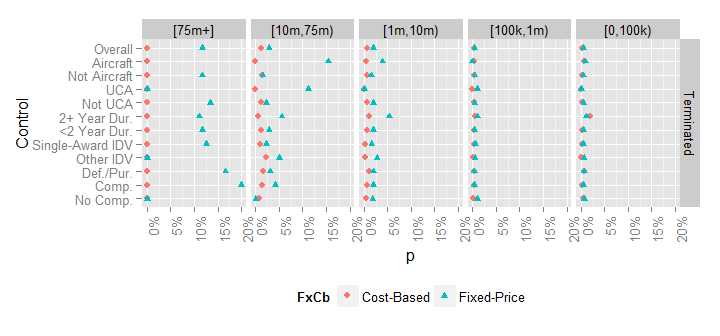 [75m+] [10m,75m) [1m,10m) [100k,1m) [0,100k)
Overall
Aircraft
Not Aircraft
UCA
Not UCA
2+ Year Dur.
<2 Year Dur.
Single-Award IDV
Other IDV
Def./Pur.
Comp.
No Comp.
Control
Terminated
0% 5% 10% 15% 20% 0% 5% 10% 15% 20% 0% 5% 10% 15% 20% 0% 5% 10% 15% 20% 0% 5% 10% 15% 20%
p
FxCb Cost-Based Fixed-Price